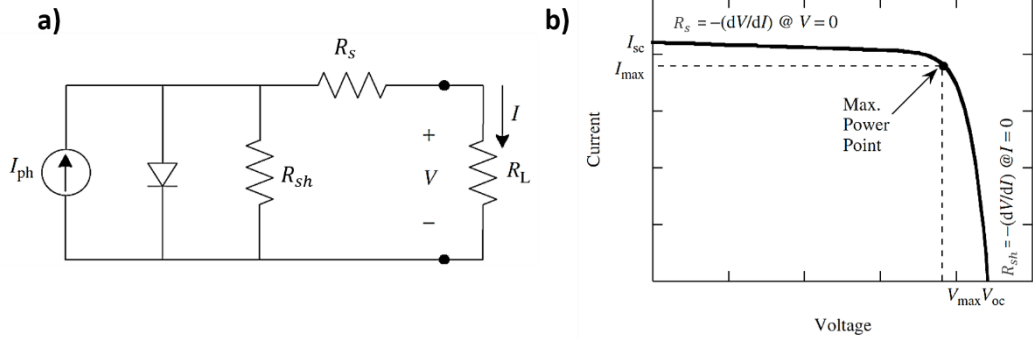 a)
R_s
I_ph
R_sh
+
V
−
I
R_L
b)
R_s = −(dV/dI) @ V = 0
I_sc
I_max
Max.
Power
Point
Current
R_sh = −(dV/dI) @ I = 0
V_max V_oc
Voltage